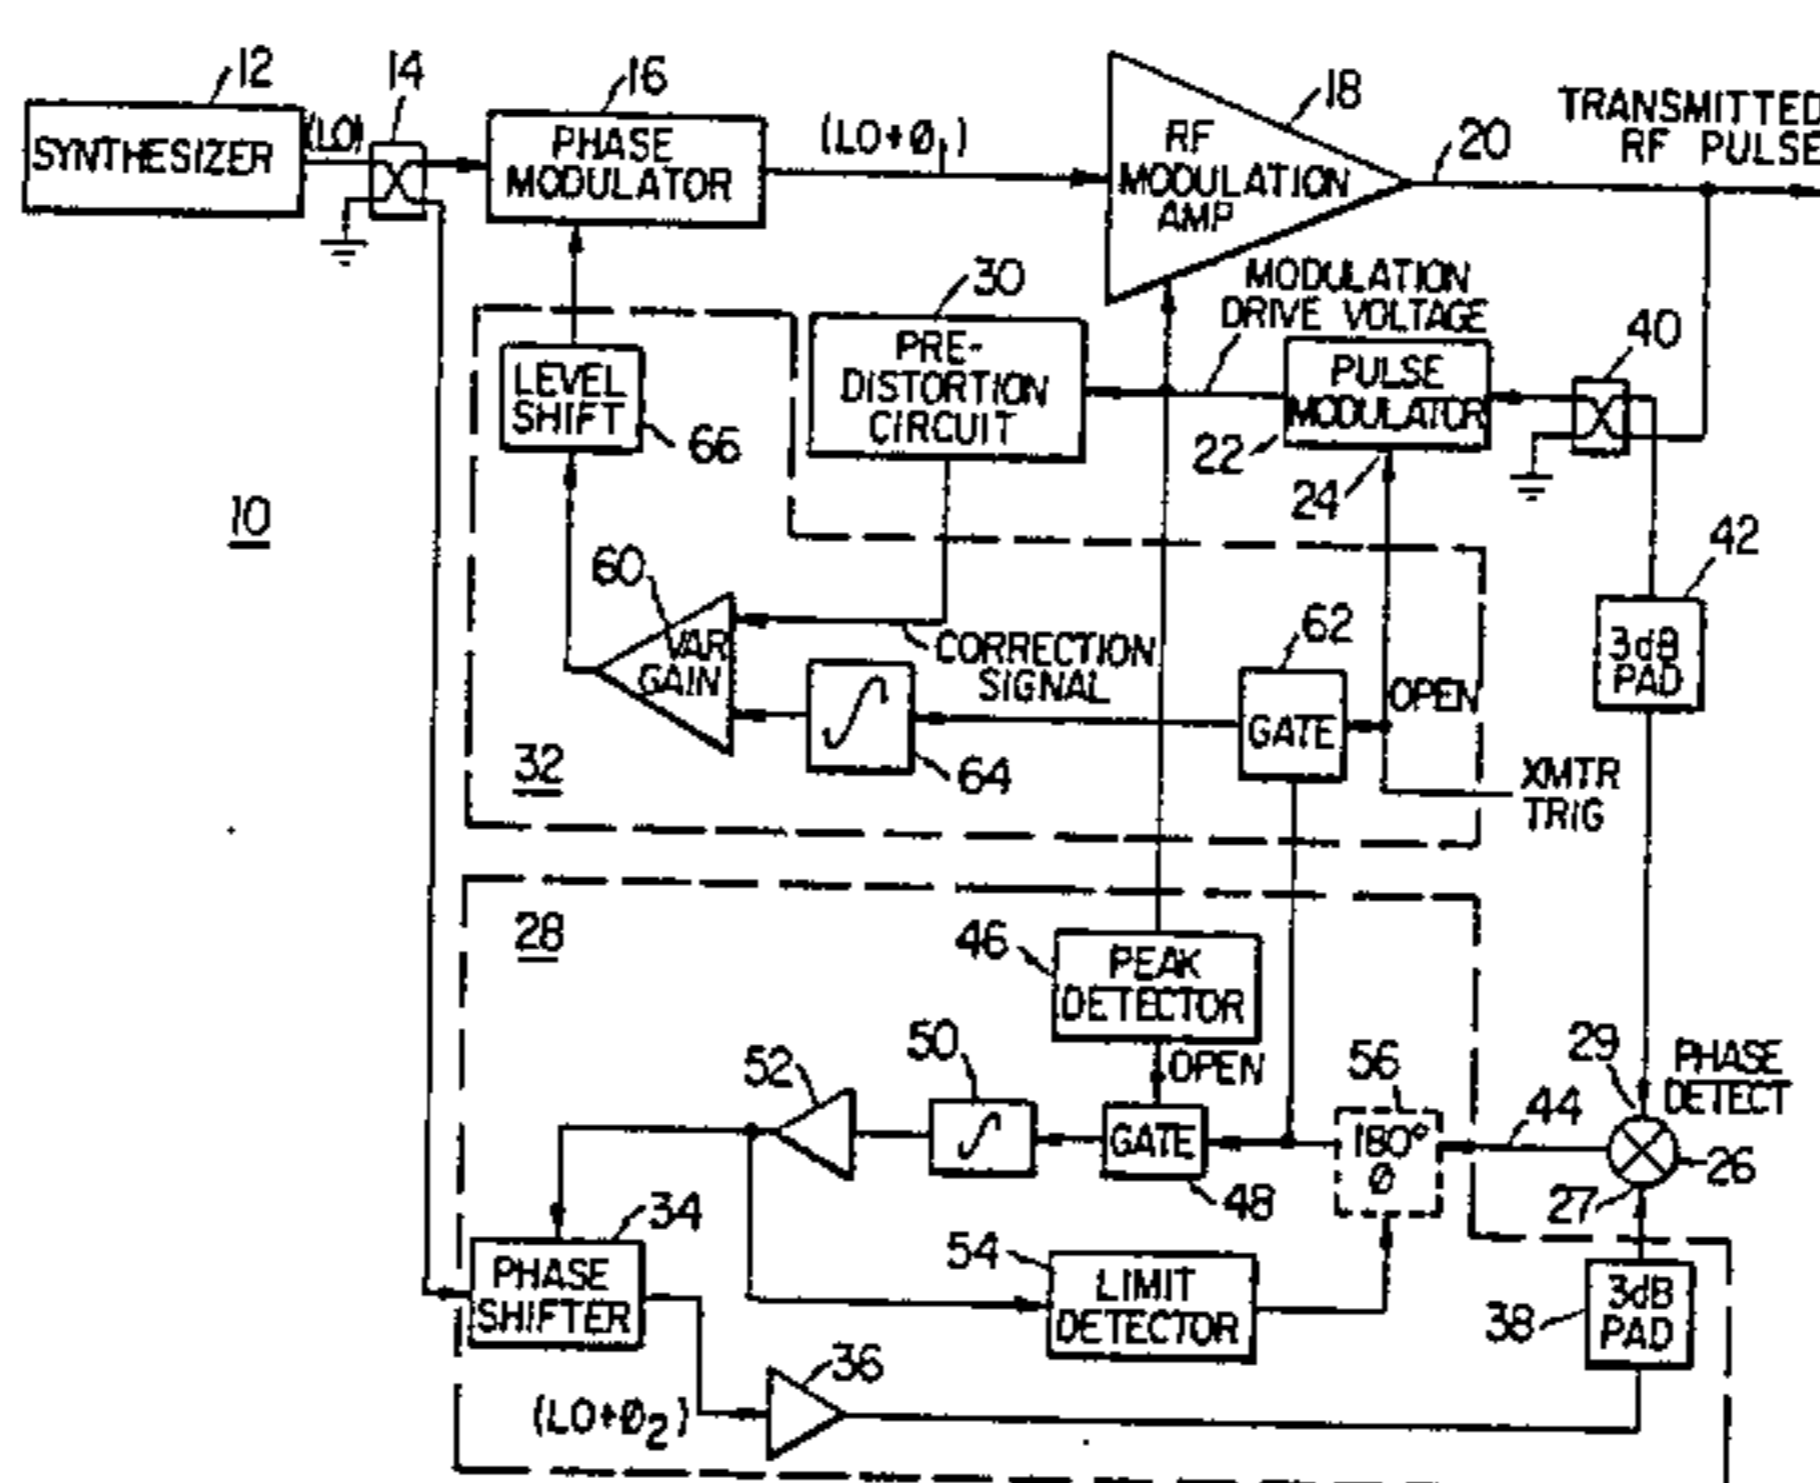 12
14
16
18
20
TRANSMITTED
RF PULSE
SYNTHESIZER
(LO)
PHASE
MODULATOR
(LO+Ø1)
RF
MODULATION
AMP
30
MODULATION
DRIVE VOLTAGE
40
PRE-
DISTORTION
CIRCUIT
PULSE
MODULATOR
LEVEL
SHIFT
66
22
24
10
42
60
VAR
GAIN
CORRECTION
SIGNAL
62
3dB
PAD
OPEN
GATE
32
64
XMTR
TRIG
28
46
PEAK
DETECTOR
OPEN
29
PHASE
DETECT
52
50
56
44
GATE
180°
Ø
26
48
27
34
54
PHASE
SHIFTER
LIMIT
DETECTOR
38
3dB
PAD
36
(LO+Ø2)